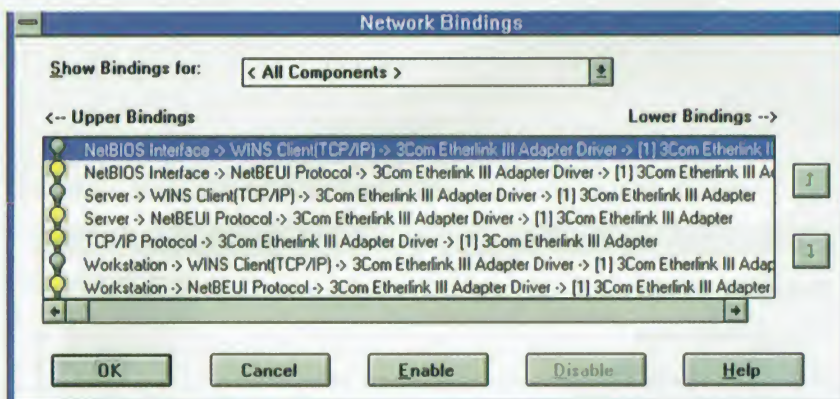 Network Bindings
Show Bindings for:
< All Components >
<-- Upper Bindings
Lower Bindings -->
NetBIOS Interface -> WINS Client(TCP/IP) -> 3Com Etherlink III Adapter Driver -> [1] 3Com Etherlink II
NetBIOS Interface -> NetBEUI Protocol -> 3Com Etherlink III Adapter Driver -> [1] 3Com Etherlink III Ad
Server -> WINS Client(TCP/IP) -> 3Com Etherlink III Adapter Driver -> [1] 3Com Etherlink III Adapter
Server -> NetBEUI Protocol -> 3Com Etherlink III Adapter Driver -> [1] 3Com Etherlink III Adapter
TCP/IP Protocol -> 3Com Etherlink III Adapter Driver -> [1] 3Com Etherlink III Adapter
Workstation -> WINS Client(TCP/IP) -> 3Com Etherlink III Adapter Driver -> [1] 3Com Etherlink III Adap
Workstation -> NetBEUI Protocol -> 3Com Etherlink III Adapter Driver -> [1] 3Com Etherlink III Adapter
OK
Cancel
Enable
Disable
Help